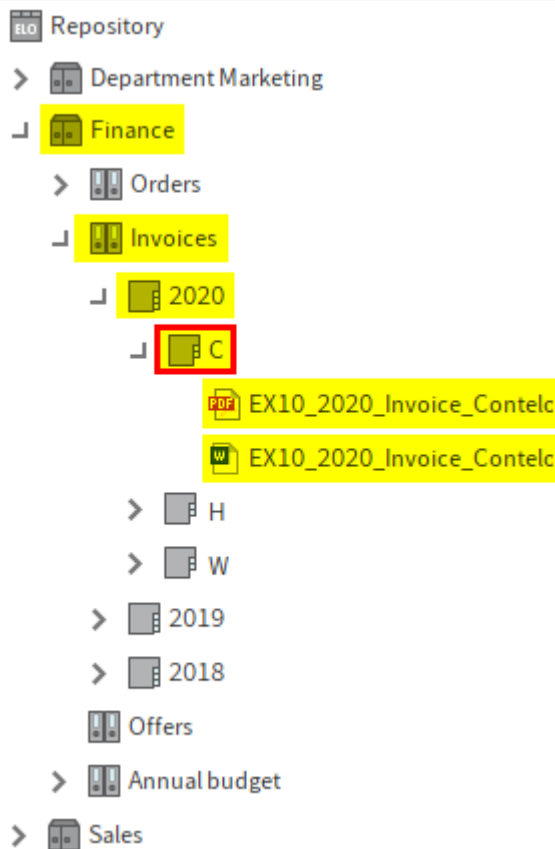 ELO Repository
Department Marketing
Finance
Orders
Invoices
2020
C
PDF EX10_2020_Invoice_Contelc
W EX10_2020_Invoice_Contelc
H
W
2019
2018
Offers
Annual budget
Sales